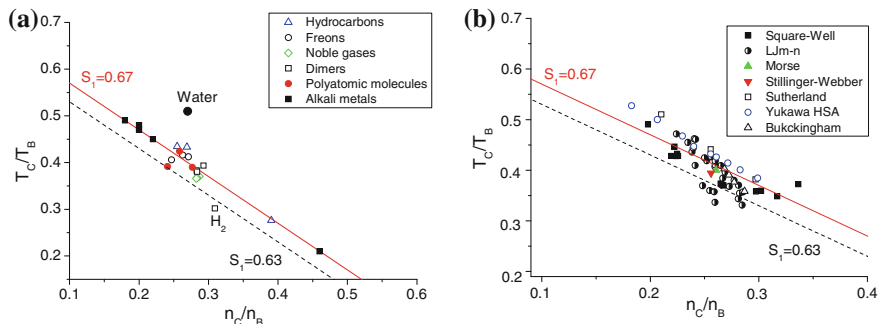 (a)
0.7
0.6
0.5
0.4
0.3
0.2
T_C/T_B
S_1=0.67
Water
H_2
S_1=0.63
Hydrocarbons
Freons
Noble gases
Dimers
Polyatomic molecules
Alkali metals
0.1 0.2 0.3 0.4 0.5 0.6
n_C/n_B
(b)
0.7
0.6
0.5
0.4
0.3
0.2
T_C/T_B
S_1=0.67
S_1=0.63
Square-Well
LJm-n
Morse
Stillinger-Webber
Sutherland
Yukawa HSA
Bukckingham
0.1 0.2 0.3 0.4
n_C/n_B